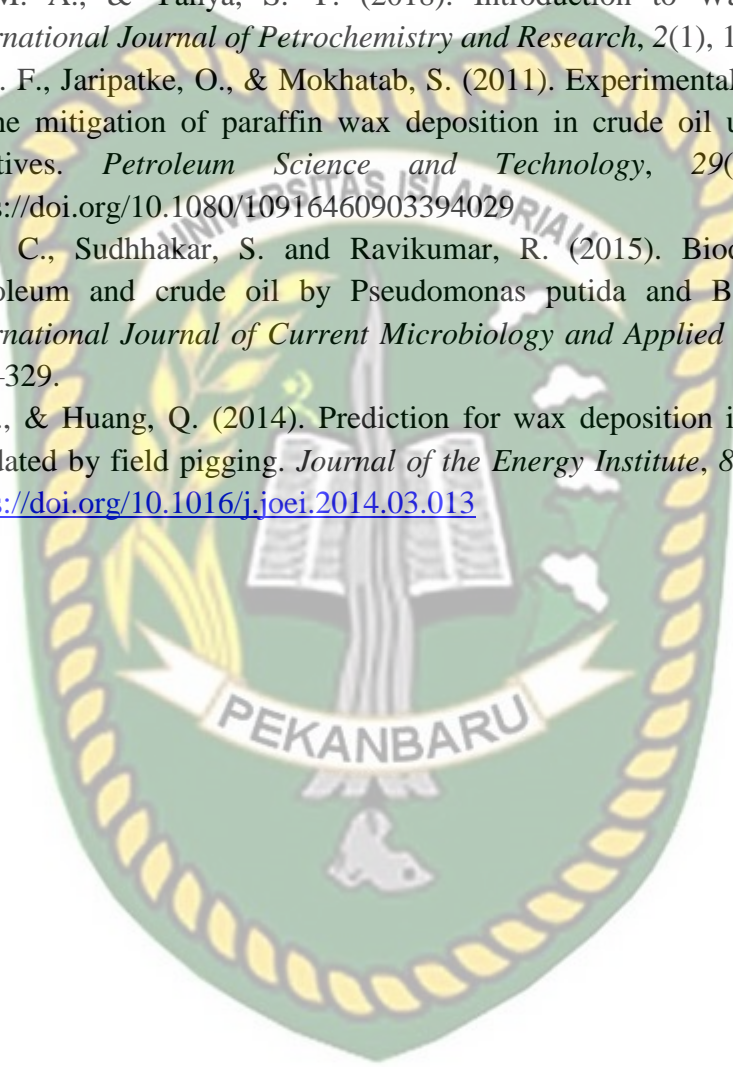 M. A., & S. T. (2018). Introduction to
ernational Journal of Petrochemistry and Research, 2(1), 1
. F., Jaripatke, O., & Mokhatab, S. (2011). Experimental
he mitigation of paraffin wax deposition in crude oil u
tives. Petroleum Science and Technology, 29(
s://doi.org/10.1080/10916460903394029
UNIVERSITAS ISLAM RIAU
C., Sudhhakar, S. and Ravikumar, R. (2015). Biod
oleum and crude oil by Pseudomonas putida and B
rnational Journal of Current Microbiology and Applied
–329.
., & Huang, Q. (2014). Prediction for wax deposition i
dated by field pigging. Journal of the Energy Institute, 8
s://doi.org/10.1016/j.joei.2014.03.013
PEKANBARU